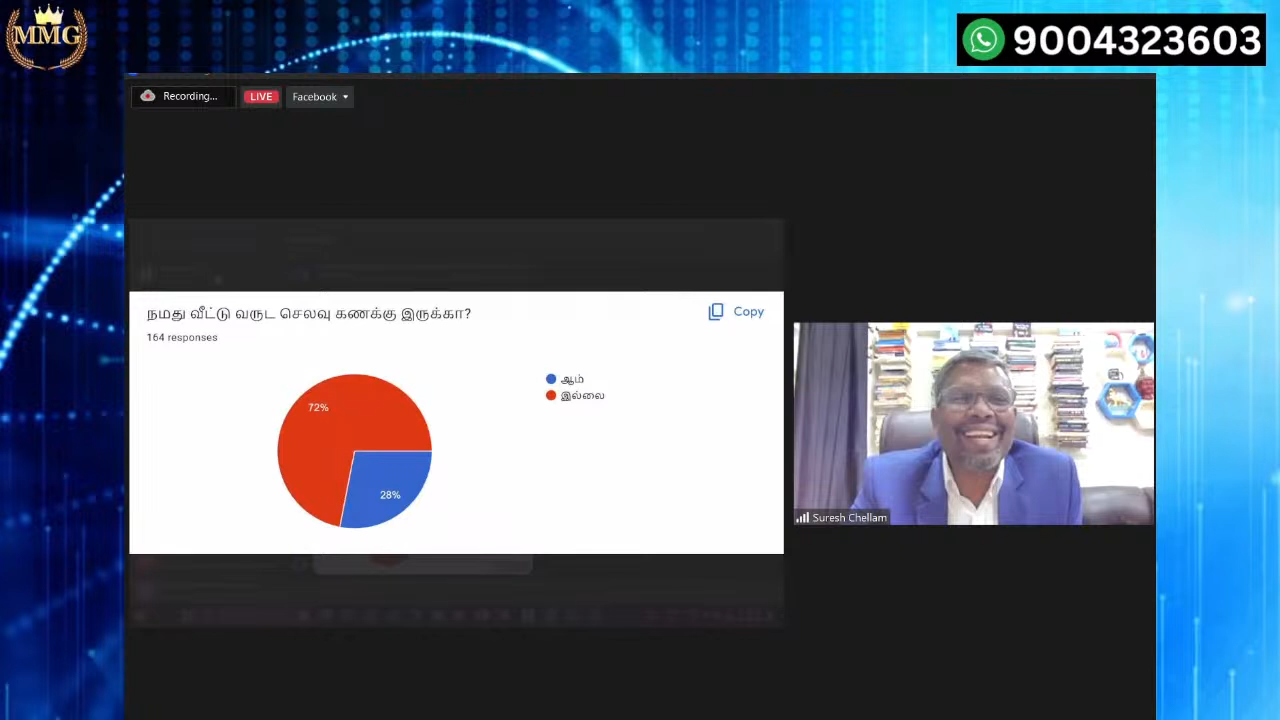 MMG
9004323603
Recording...
LIVE
Facebook
நமது வீட்டு வருட செலவு கணக்கு இருக்கா?
Copy
164 responses
ஆம்
இல்லை
72%
28%
Suresh Chellam